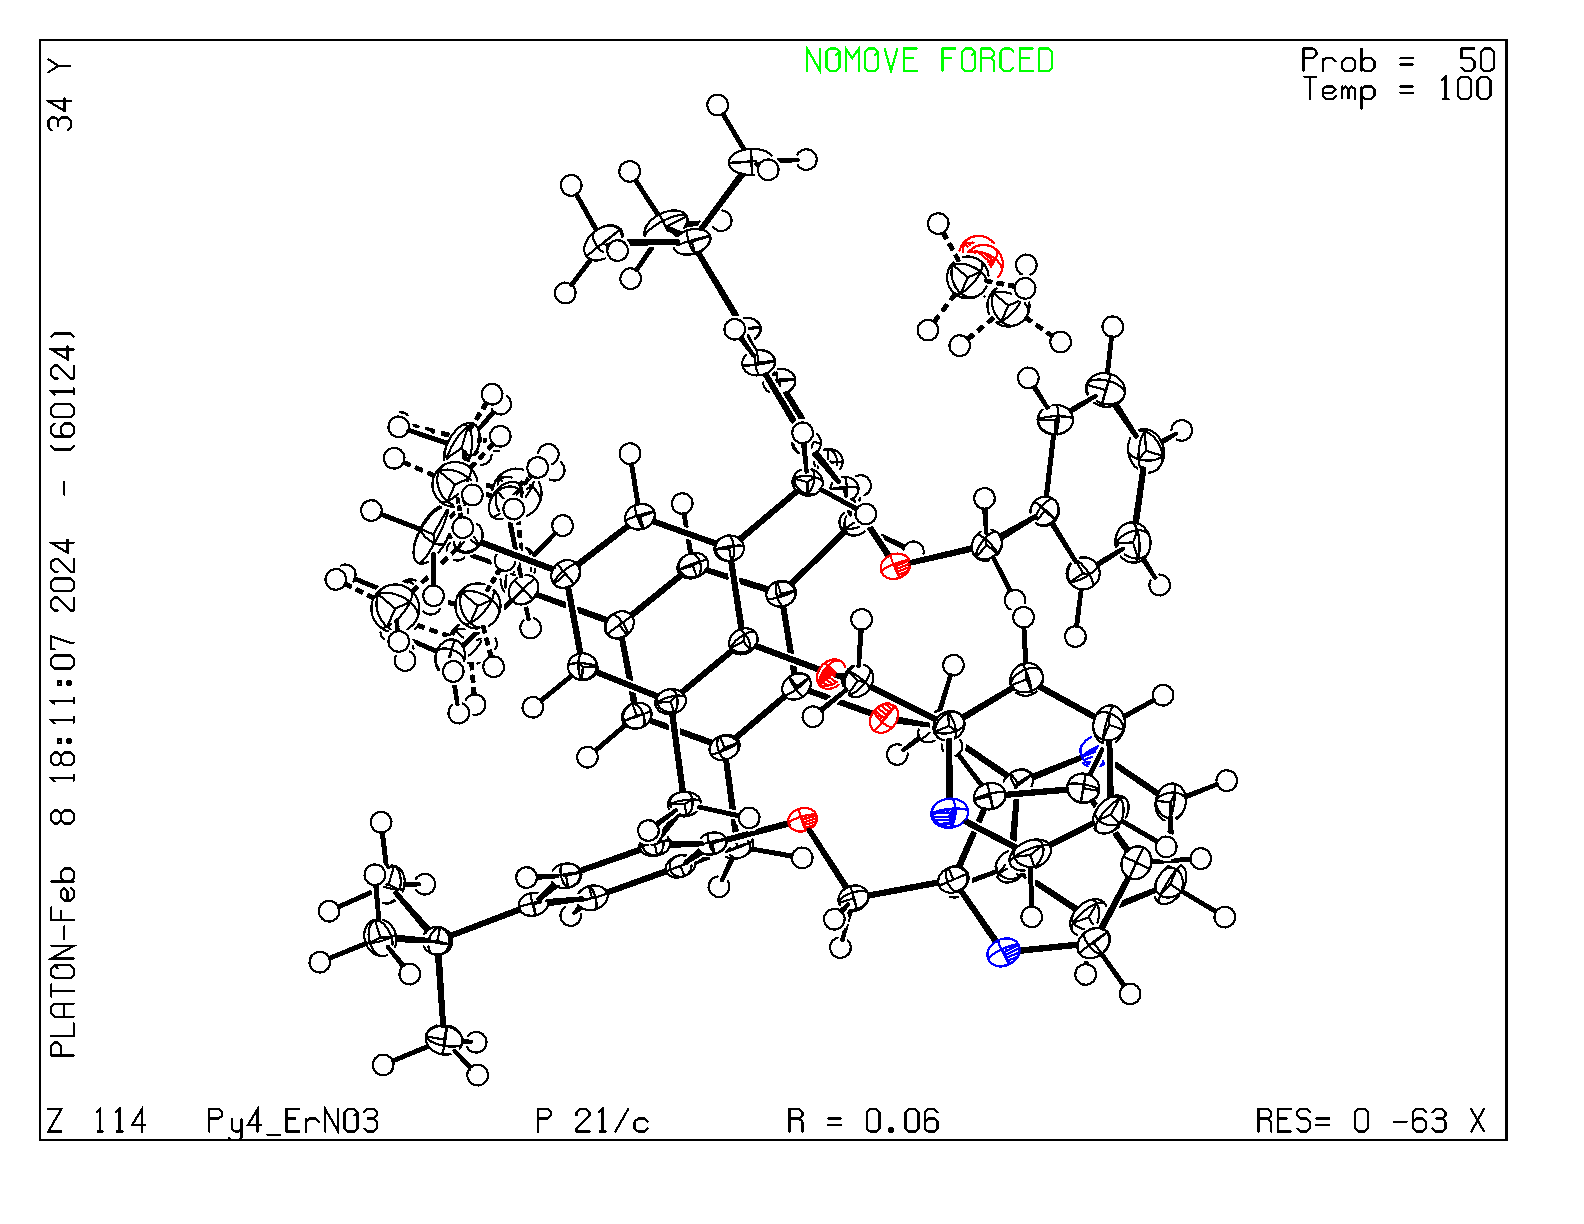 NOMOVE FORCED
Prob = 50
Temp = 100
PLATON-Feb 8 18:11:07 2024 - (60124) 34 Y
Z 114 Py4_ErNO3 P 21/c R = 0.06 RES= 0 -63 X